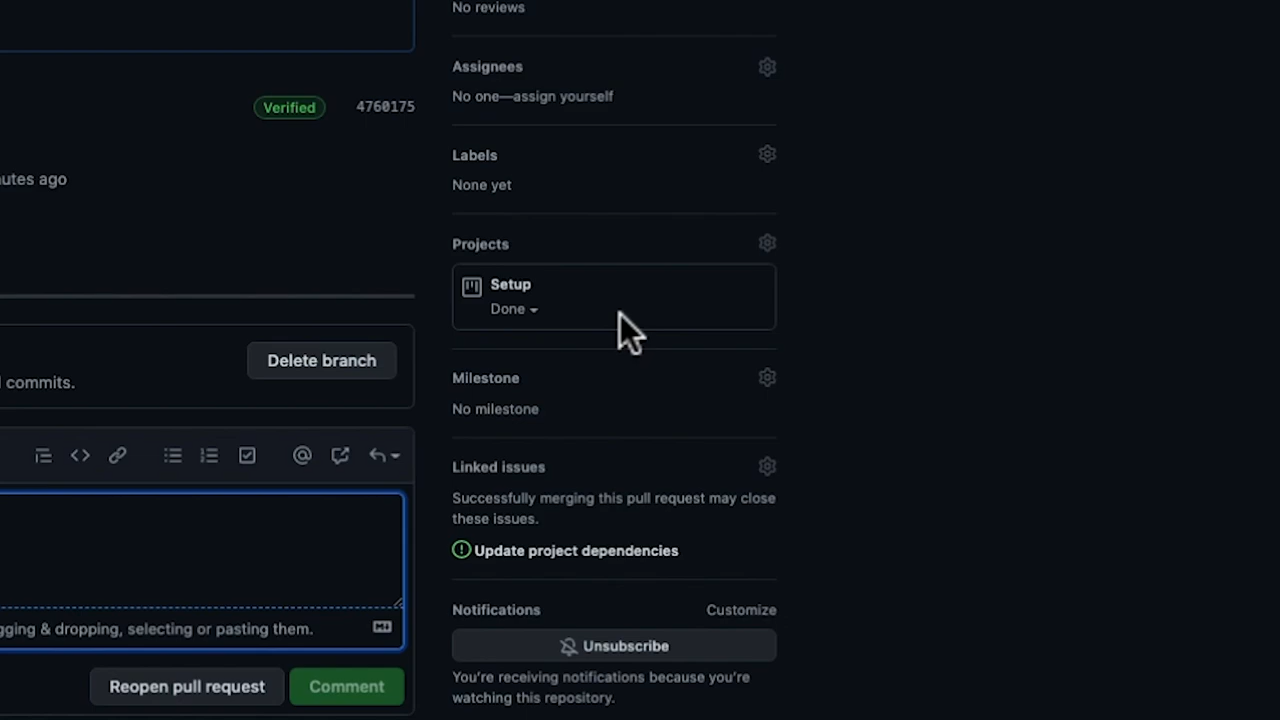 No reviews
Assignees
No one—assign yourself
Verified 4760175
Labels
utes ago
None yet
Projects
Setup
Done
Delete branch
commits.
Milestone
No milestone
Linked issues
Successfully merging this pull request may close
these issues.
Update project dependencies
Notifications Customize
gging & dropping, selecting or pasting them.
Unsubscribe
Reopen pull request Comment
You're receiving notifications because you're
watching this repository.